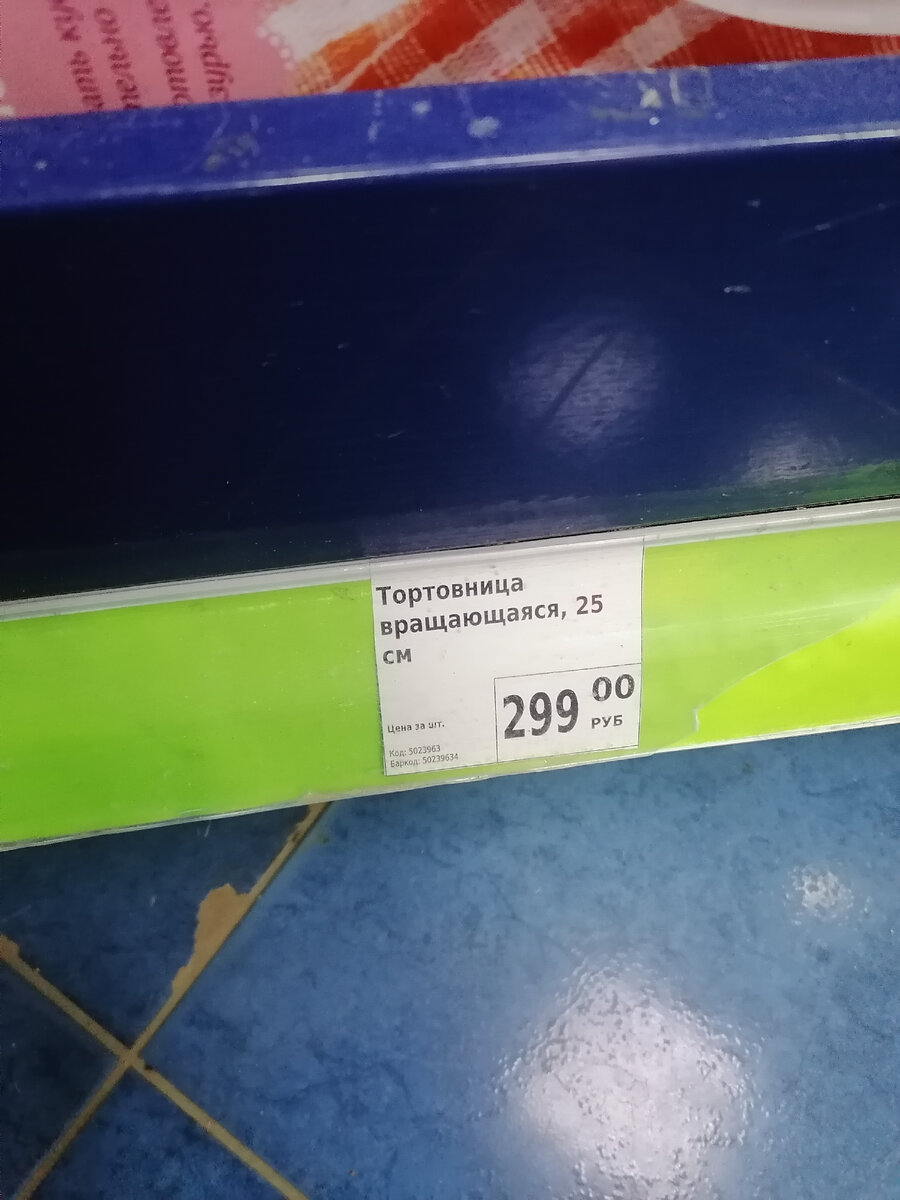 Тортовница
вращающаяся, 25
см
299 00
РУБ
Цена за шт.
Код: 5023963
Баркод: 50239634